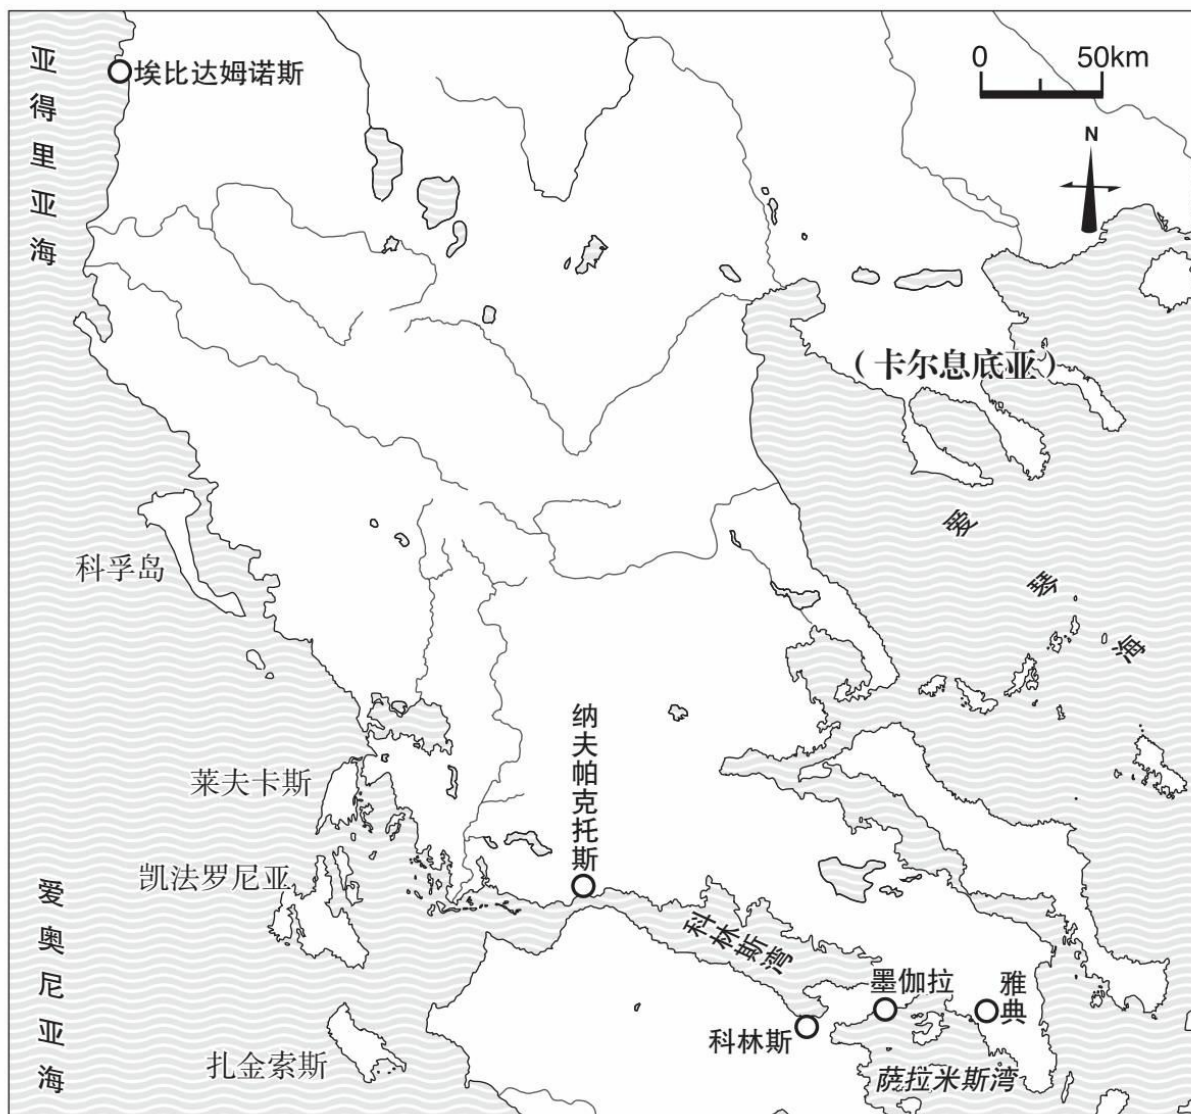 亚得里亚海
埃比达姆诺斯
0 50km
N
（卡尔息底亚）
爱琴海
科孚岛
纳夫帕克托斯
莱夫卡斯
凯法罗尼亚
爱奥尼亚海
科林斯湾
墨伽拉
雅典
科林斯
扎金索斯
萨拉米斯湾